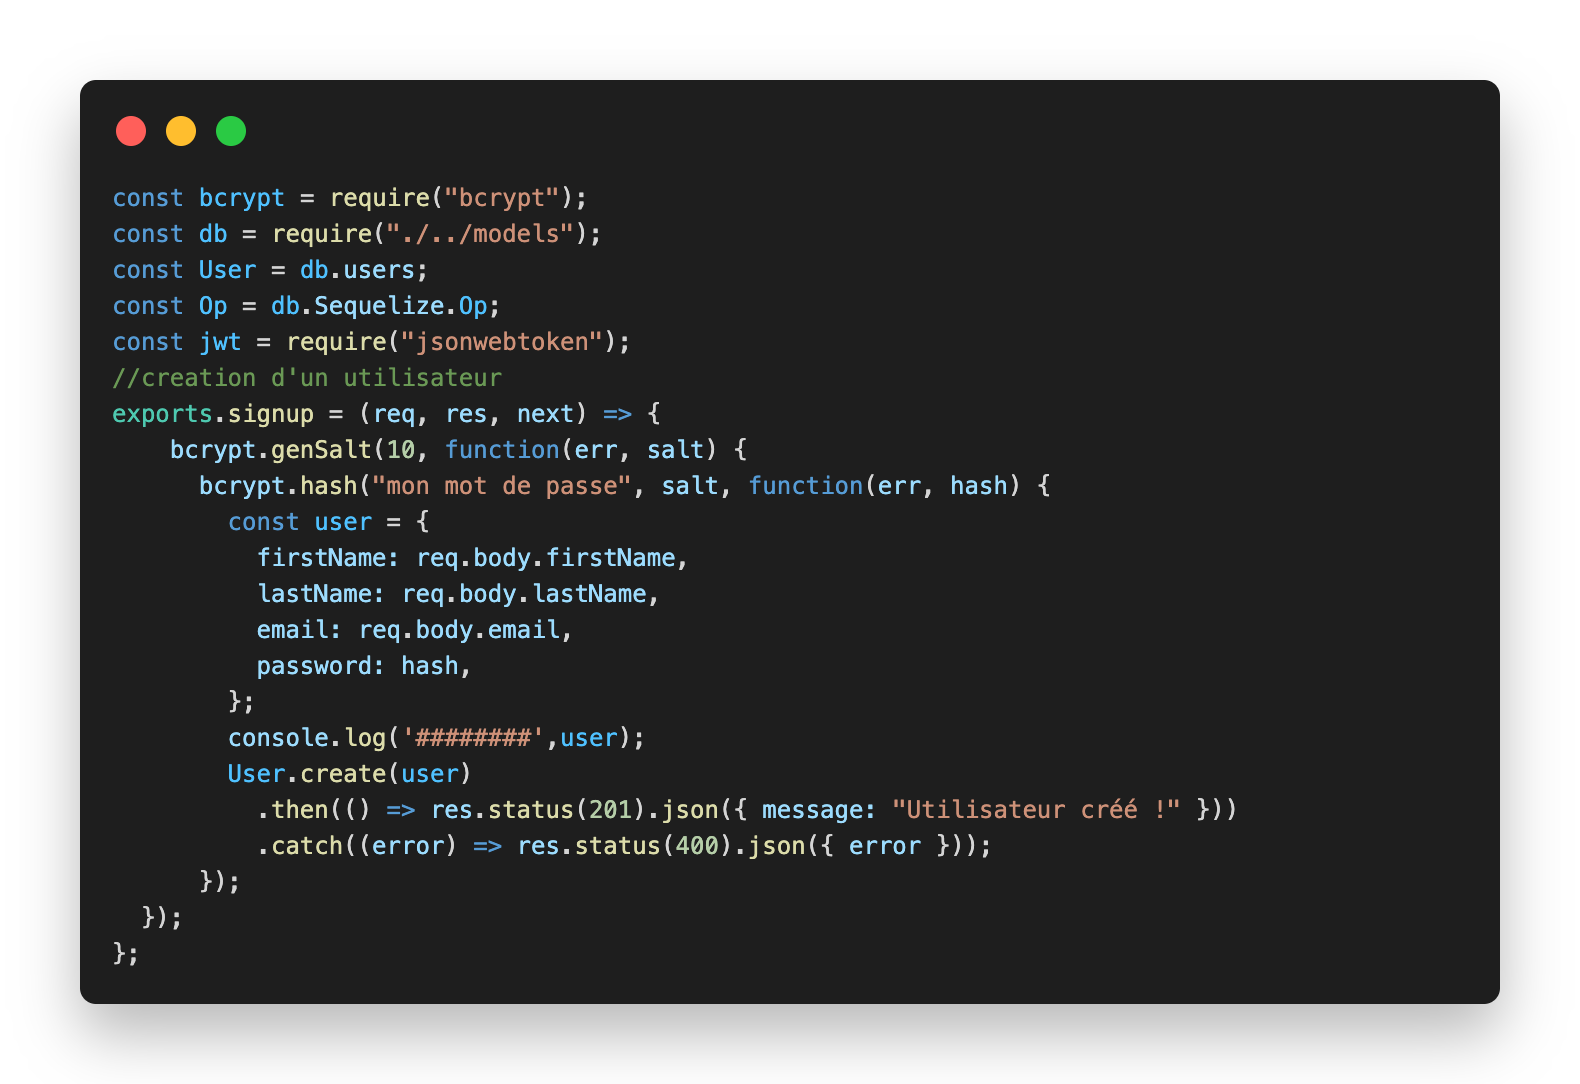 const bcrypt = require("bcrypt");
const db = require("./../models");
const User = db.users;
const Op = db.Sequelize.Op;
const jwt = require("jsonwebtoken");
//creation d'un utilisateur
exports.signup = (req, res, next) => {
    bcrypt.genSalt(10, function(err, salt) {
      bcrypt.hash("mon mot de passe", salt, function(err, hash) {
        const user = {
          firstName: req.body.firstName,
          lastName: req.body.lastName,
          email: req.body.email,
          password: hash,
        };
        console.log('########',user);
        User.create(user)
          .then(() => res.status(201).json({ message: "Utilisateur créé !" }))
          .catch((error) => res.status(400).json({ error }));
      });
  });
};